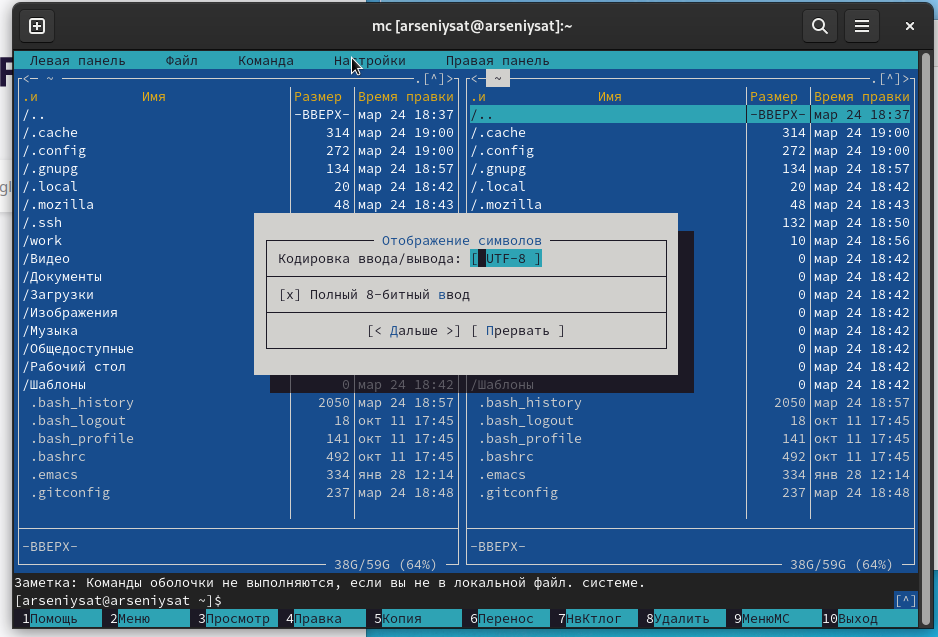 mc [arseniysat@arseniysat]:~
Левая панель Файл Команда Настройки Правая панель
<─ ~ .[^]> <─ ~ .[^]>
.и Имя Размер Время правки .и Имя Размер Время правки
/.. -ВВЕРХ- мар 24 18:37 /.. -ВВЕРХ- мар 24 18:37
/.cache 314 мар 24 19:00 /.cache 314 мар 24 19:00
/.config 272 мар 24 19:00 /.config 272 мар 24 19:00
/.gnupg 134 мар 24 18:57 /.gnupg 134 мар 24 18:57
/.local 20 мар 24 18:42 /.local 20 мар 24 18:42
/.mozilla 48 мар 24 18:43 /.mozilla 48 мар 24 18:43
/.ssh 132 мар 24 18:50
/work 10 мар 24 18:56
/Видео 0 мар 24 18:42
/Документы 0 мар 24 18:42
/Загрузки 0 мар 24 18:42
/Изображения 0 мар 24 18:42
/Музыка 0 мар 24 18:42
/Общедоступные 0 мар 24 18:42
/Рабочий стол 0 мар 24 18:42
/Шаблоны 0 мар 24 18:42 /Шаблоны 0 мар 24 18:42
.bash_history 2050 мар 24 18:57 .bash_history 2050 мар 24 18:57
.bash_logout 18 окт 11 17:45 .bash_logout 18 окт 11 17:45
.bash_profile 141 окт 11 17:45 .bash_profile 141 окт 11 17:45
.bashrc 492 окт 11 17:45 .bashrc 492 окт 11 17:45
.emacs 334 янв 28 12:14 .emacs 334 янв 28 12:14
.gitconfig 237 мар 24 18:48 .gitconfig 237 мар 24 18:48
Отображение символов
Кодировка ввода/вывода: [ UTF-8 ]
[x] Полный 8-битный ввод
[< Дальше >] [ Прервать ]
-ВВЕРХ- -ВВЕРХ-
38G/59G (64%) 38G/59G (64%)
Заметка: Команды оболочки не выполняются, если вы не в локальной файл. системе.
[arseniysat@arseniysat ~]$ [^]
1Помощь 2Меню 3Просмотр 4Правка 5Копия 6Перенос 7НвКтлог 8Удалить 9МенюMC 10Выход